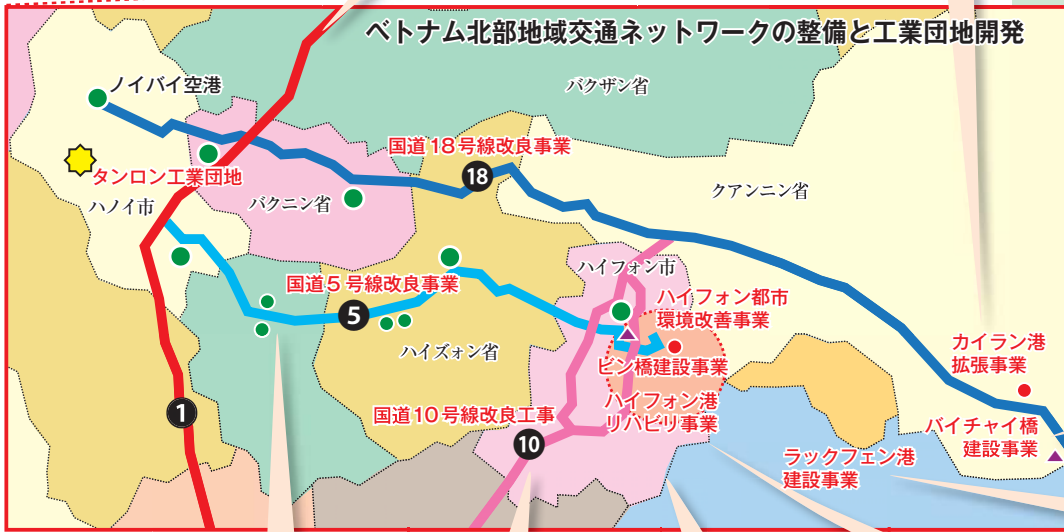 ベトナム北部地域交通ネットワークの整備と工業団地開発
ノイバイ空港
バクザン省
国道18号線改良事業
18
タンロン工業団地
ハノイ市
バクニン省
クアンニン省
国道5号線改良事業
5
ハイフォン市
ハイフォン都市
環境改善事業
ハイズォン省
ビン橋建設事業
カイラン港
拡張事業
1
国道10号線改良工事
10
ハイフォン港
リハビリ事業
バイチャイ橋
建設事業
ラックフェン港
建設事業